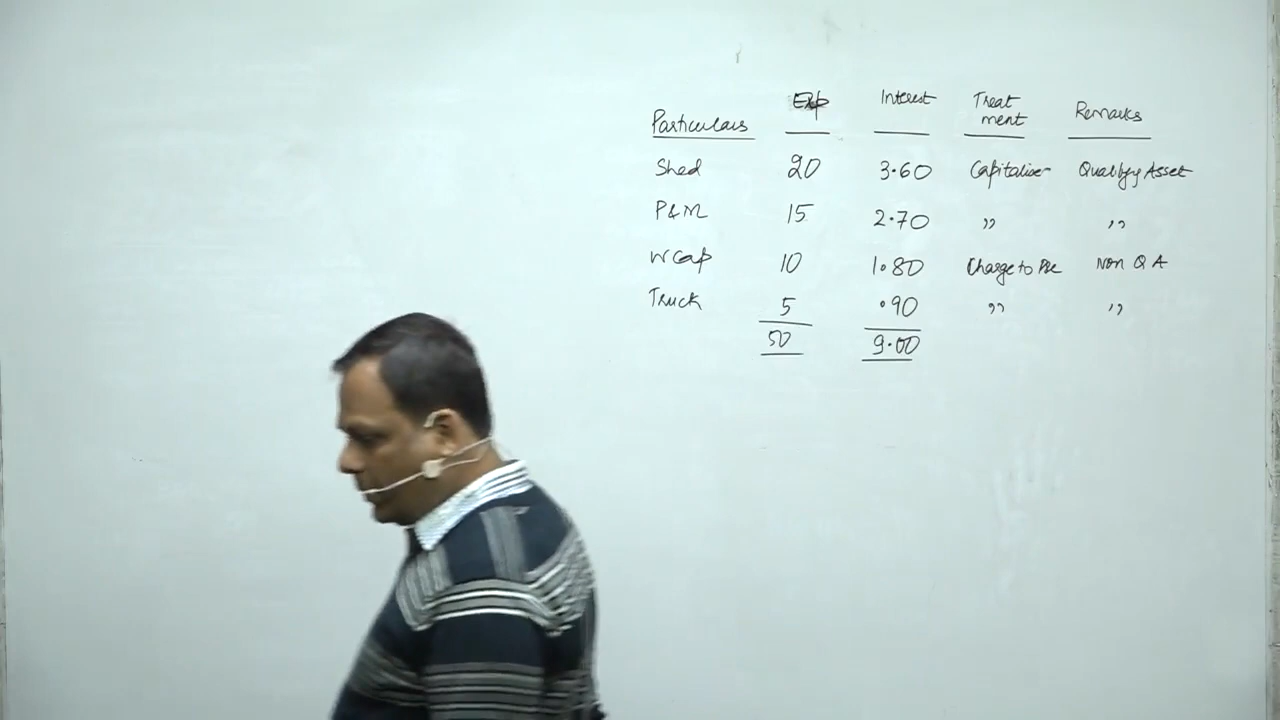 Particulars Exp Interest Treatment Remarks
Shed 20 3.60 Capitalise Qualify Asset
P&M 15 2.70 ,, ,,
W Cap 10 1.80 Charge to P&L Non Q A
Truck 5 .90 ,, ,,
50 9.00